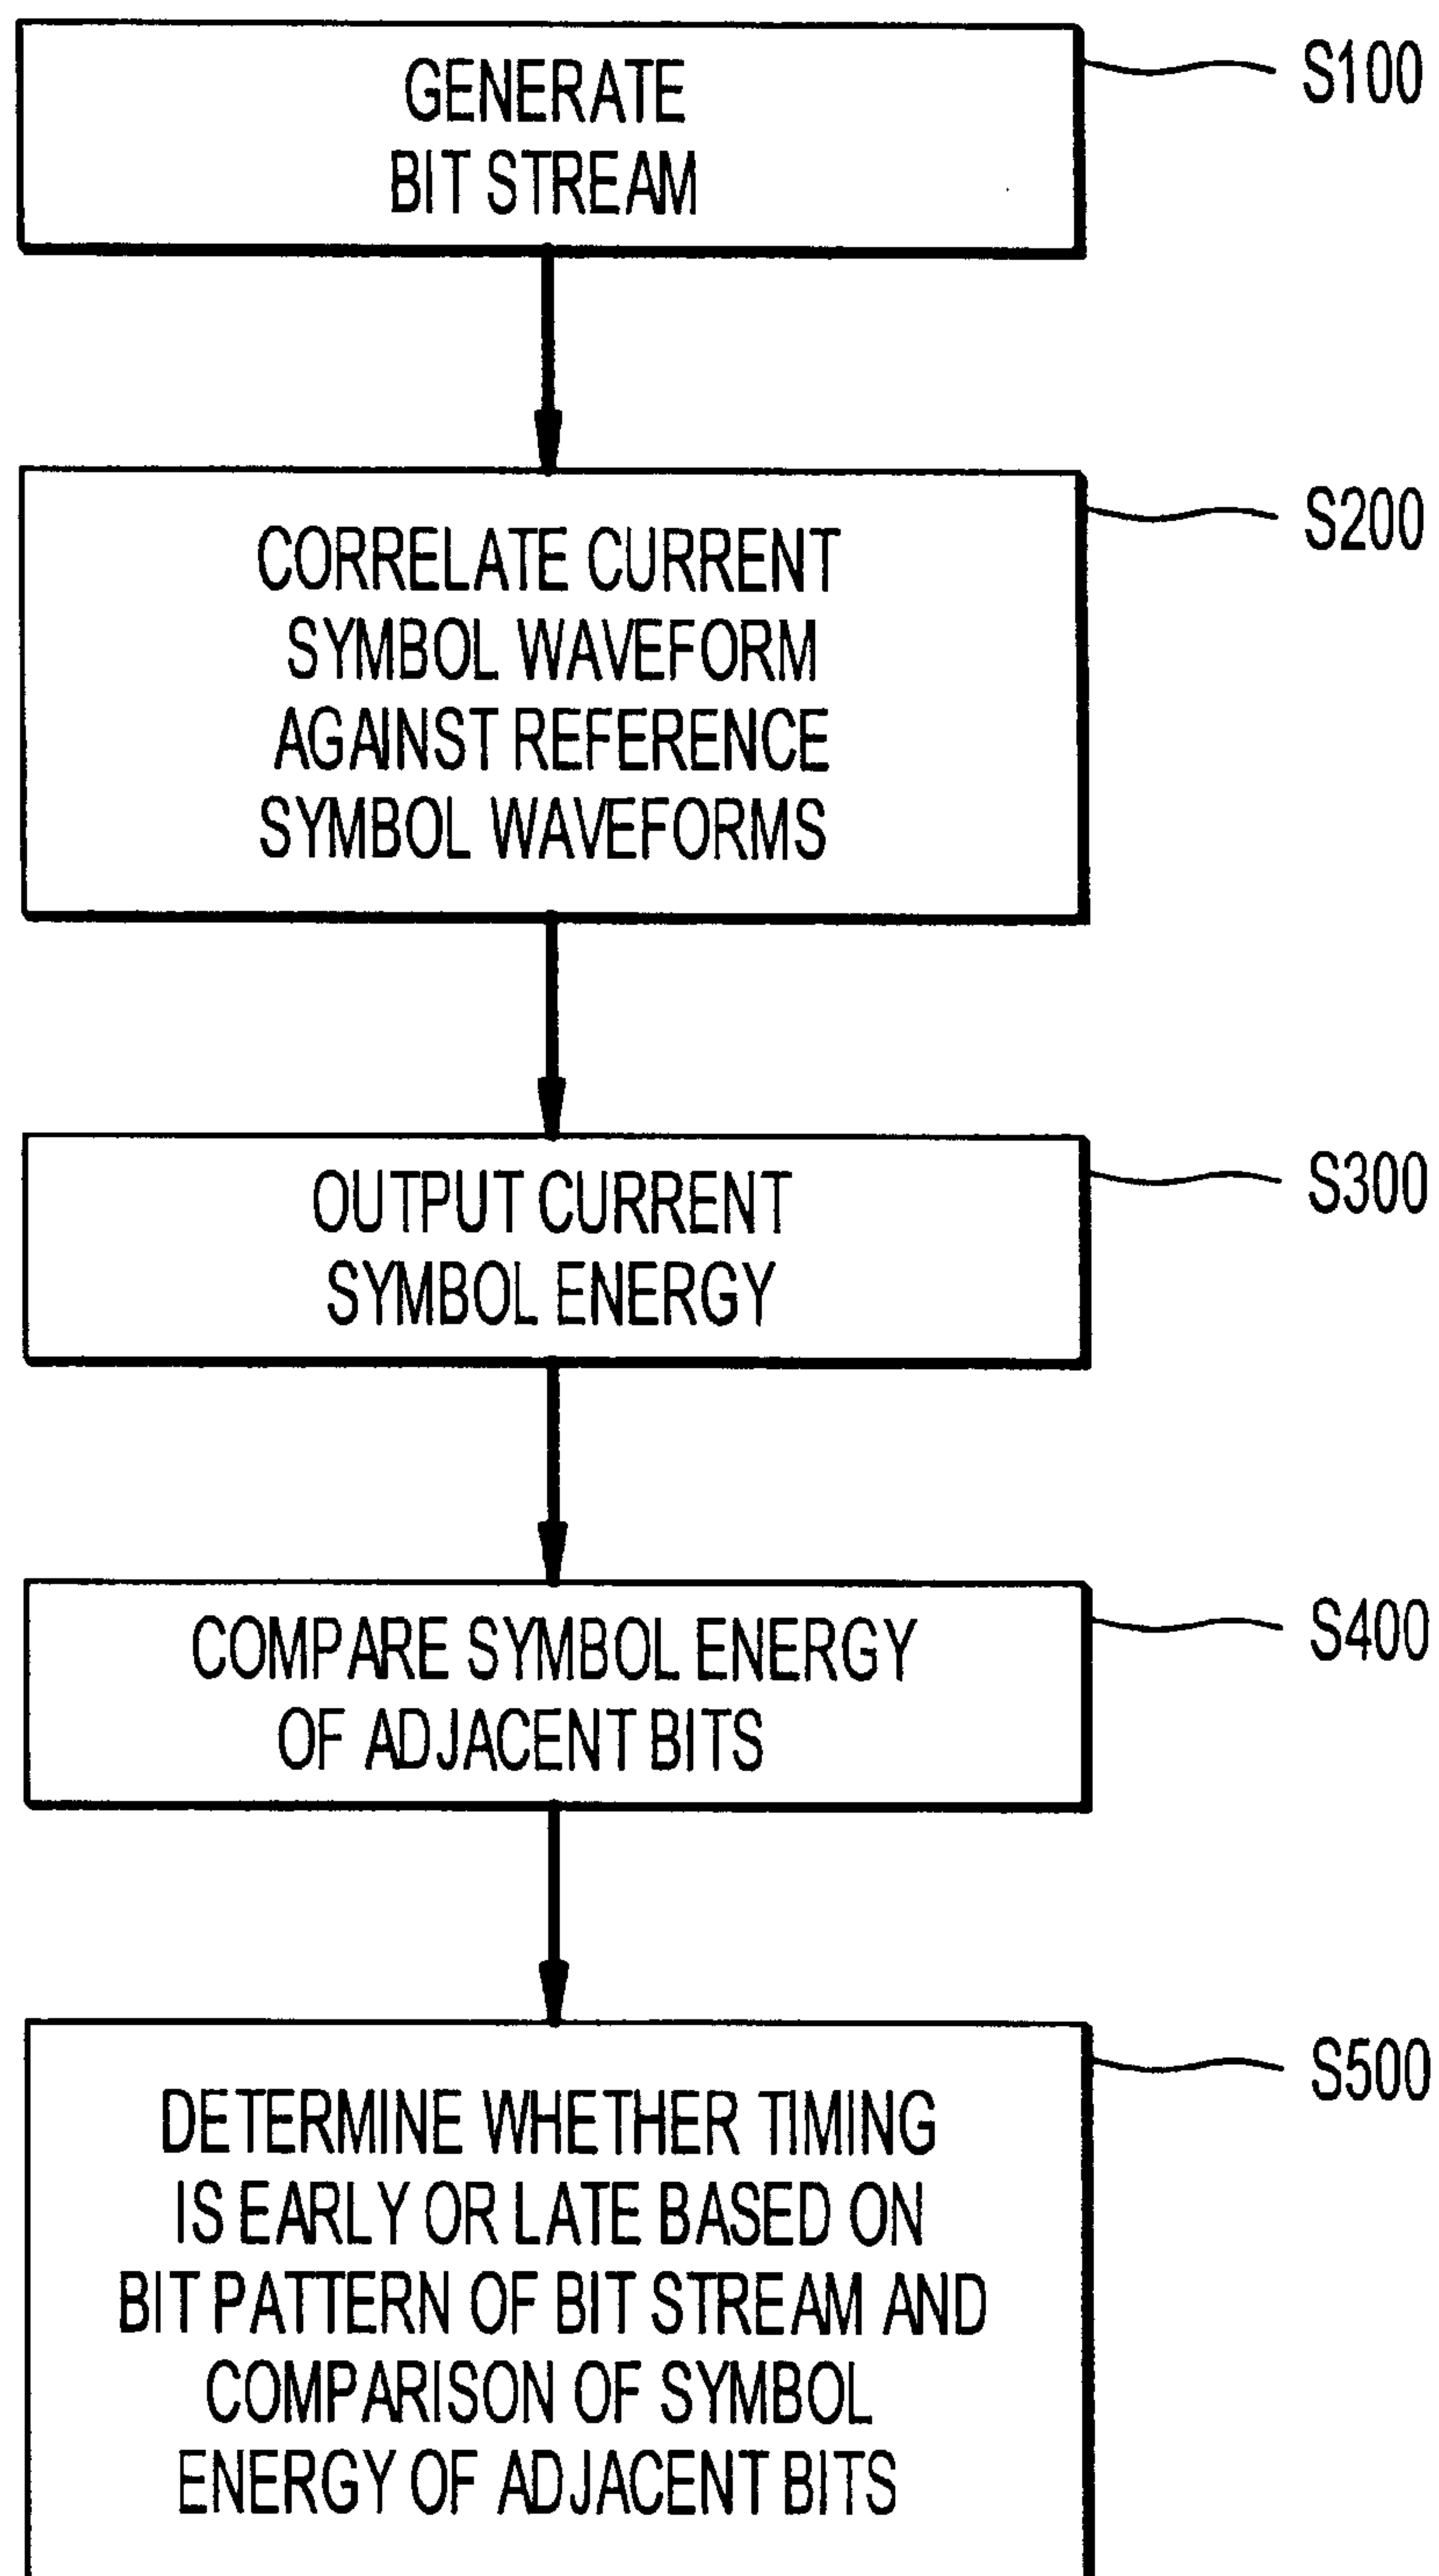 GENERATE
BIT STREAM
S100
CORRELATE CURRENT
SYMBOL WAVEFORM
AGAINST REFERENCE
SYMBOL WAVEFORMS
S200
OUTPUT CURRENT
SYMBOL ENERGY
S300
COMPARE SYMBOL ENERGY
OF ADJACENT BITS
S400
DETERMINE WHETHER TIMING
IS EARLY OR LATE BASED ON
BIT PATTERN OF BIT STREAM AND
COMPARISON OF SYMBOL
ENERGY OF ADJACENT BITS
S500